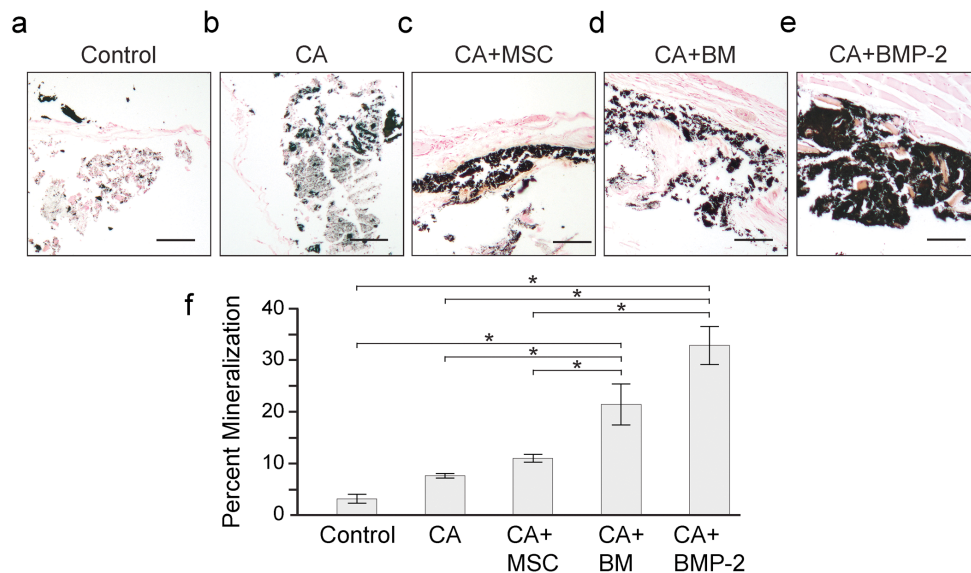 a b c d e
Control CA CA+MSC CA+BM CA+BMP-2
f
*
*
*
*
*
*
Percent Mineralization
40
30
20
10
0
Control CA CA+ CA+ CA+
MSC BM BMP-2